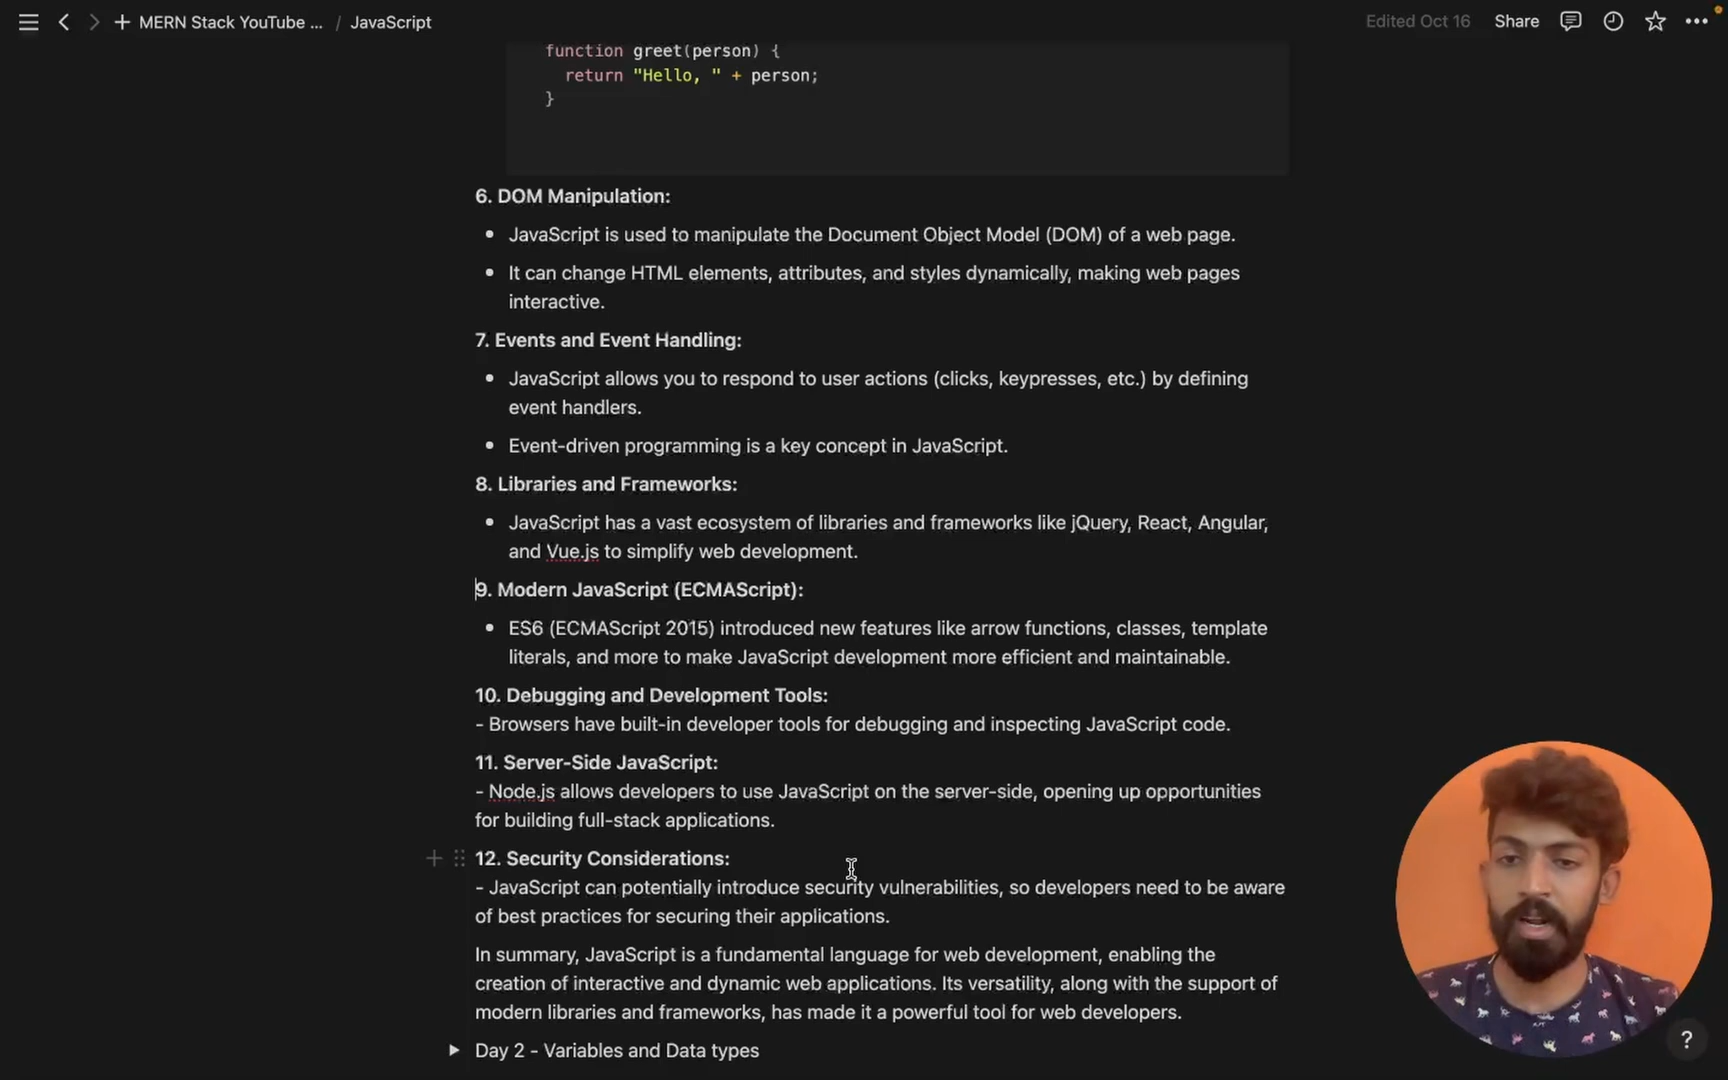 + MERN Stack YouTube ... / JavaScript
Edited Oct 16 Share
function greet(person) {
return "Hello, " + person;
}
6. DOM Manipulation:
• JavaScript is used to manipulate the Document Object Model (DOM) of a web page.
• It can change HTML elements, attributes, and styles dynamically, making web pages
interactive.
7. Events and Event Handling:
• JavaScript allows you to respond to user actions (clicks, keypresses, etc.) by defining
event handlers.
• Event-driven programming is a key concept in JavaScript.
8. Libraries and Frameworks:
• JavaScript has a vast ecosystem of libraries and frameworks like jQuery, React, Angular,
and Vue.js to simplify web development.
9. Modern JavaScript (ECMAScript):
• ES6 (ECMAScript 2015) introduced new features like arrow functions, classes, template
literals, and more to make JavaScript development more efficient and maintainable.
10. Debugging and Development Tools:
- Browsers have built-in developer tools for debugging and inspecting JavaScript code.
11. Server-Side JavaScript:
- Node.js allows developers to use JavaScript on the server-side, opening up opportunities
for building full-stack applications.
12. Security Considerations:
- JavaScript can potentially introduce security vulnerabilities, so developers need to be aware
of best practices for securing their applications.
In summary, JavaScript is a fundamental language for web development, enabling the
creation of interactive and dynamic web applications. Its versatility, along with the support of
modern libraries and frameworks, has made it a powerful tool for web developers.
Day 2 - Variables and Data types
?